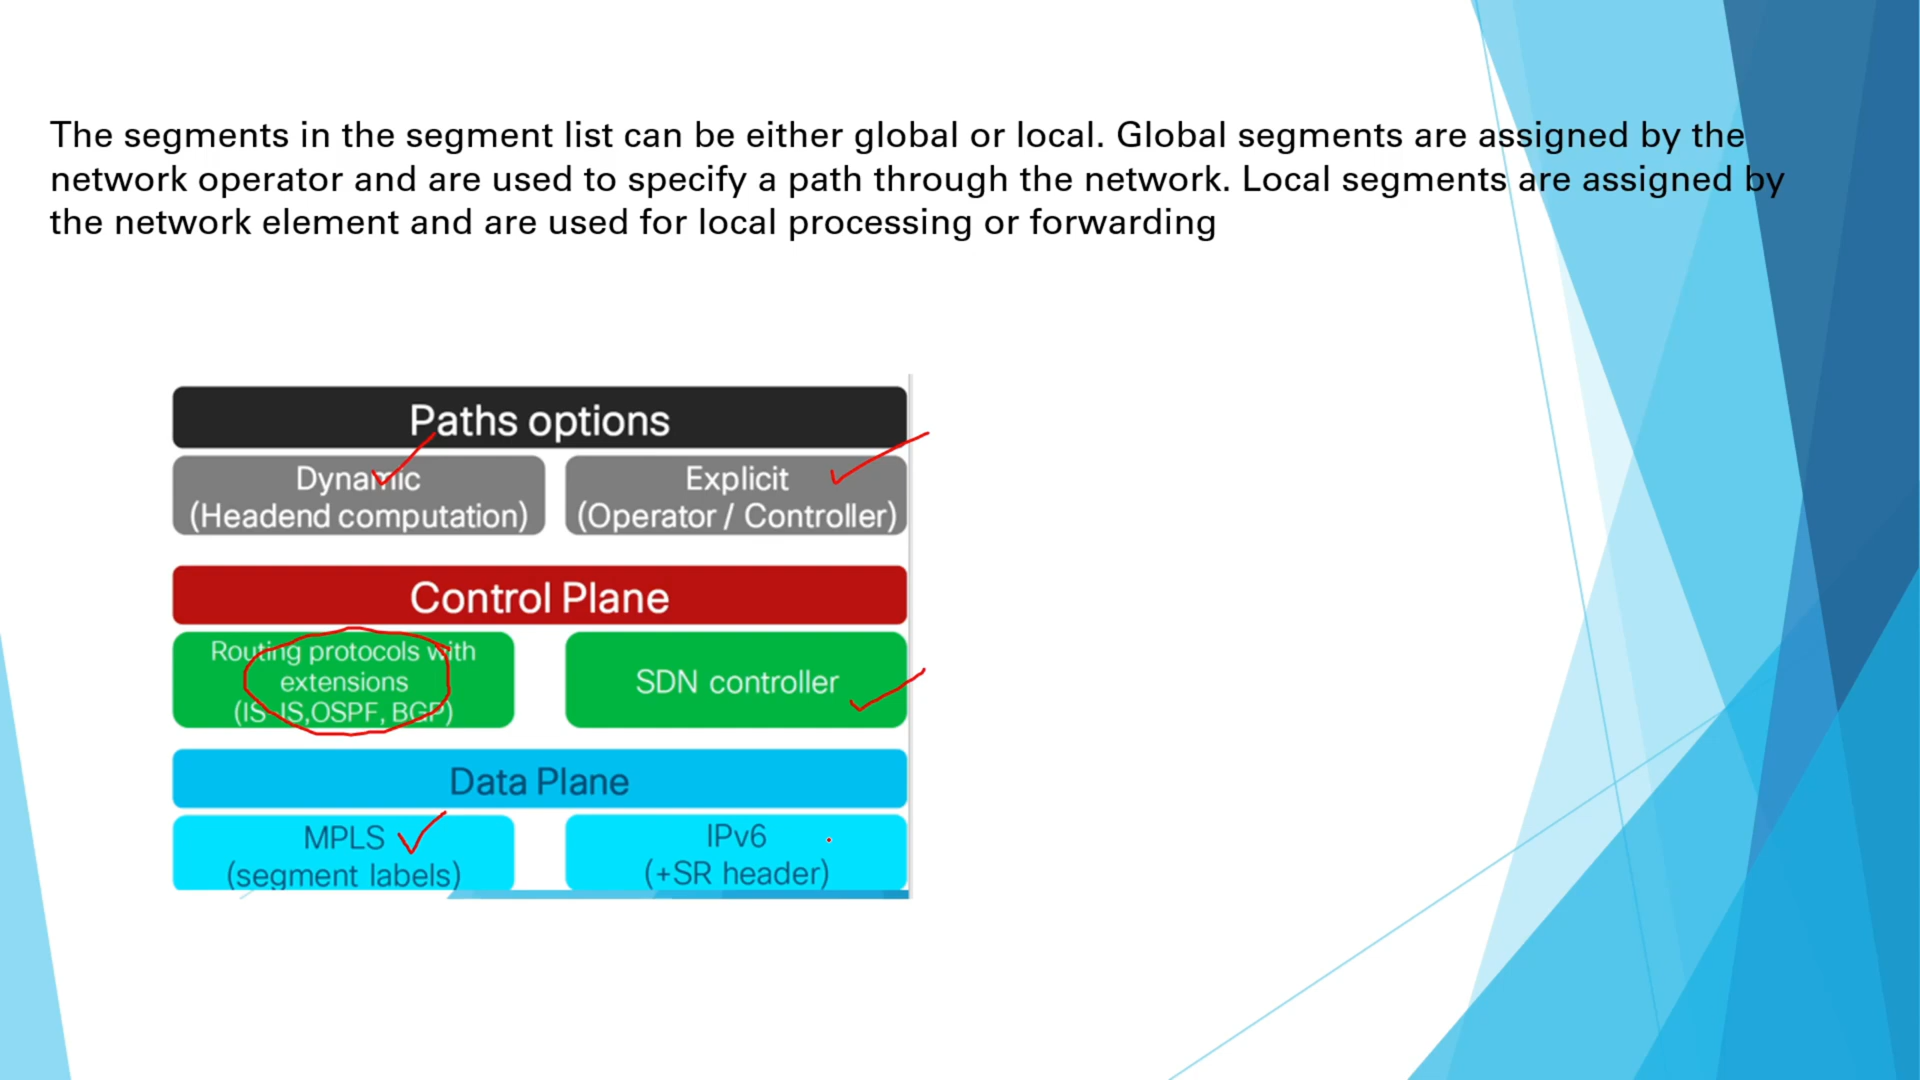 The segments in the segment list can be either global or local. Global segments are assigned by the
network operator and are used to specify a path through the network. Local segments are assigned by
the network element and are used for local processing or forwarding
Paths options
Dynamic
(Headend computation)
Explicit
(Operator / Controller)
Control Plane
Routing protocols with
extensions
(IS-IS,OSPF, BGP)
SDN controller
Data Plane
MPLS
(segment labels)
IPv6
(+SR header)